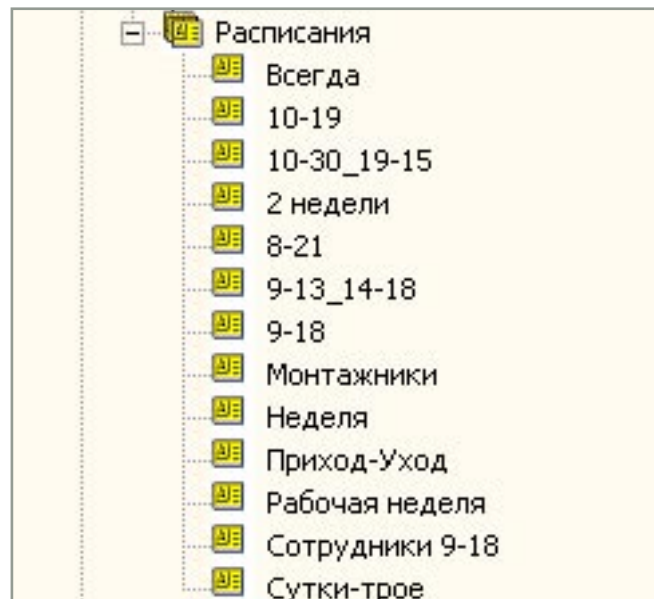 Расписания
Всегда
10-19
10-30_19-15
2 недели
8-21
9-13_14-18
9-18
Монтажники
Неделя
Приход-Уход
Рабочая неделя
Сотрудники 9-18
Сутки-трое